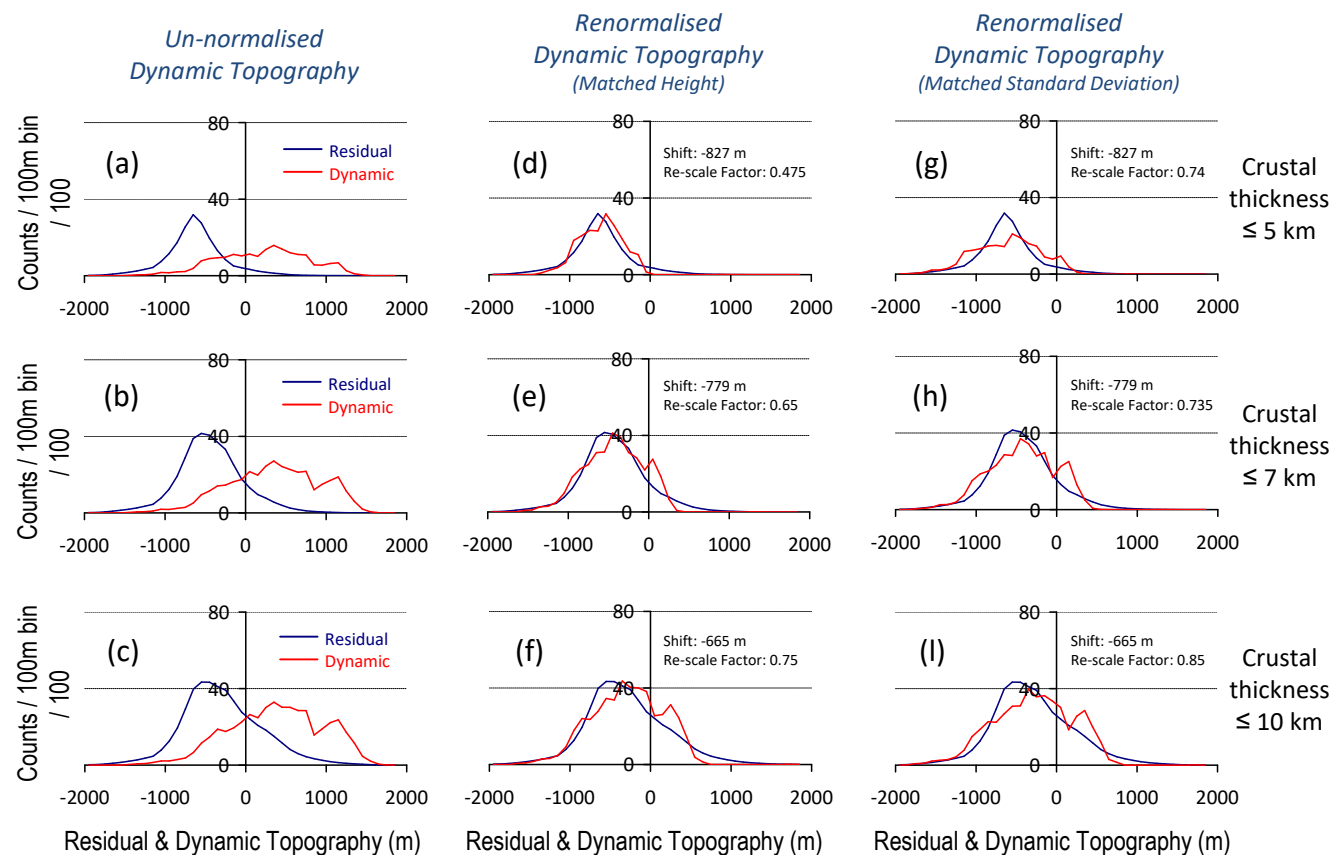 Un-normalised
Dynamic Topography
Renormalised
Dynamic Topography
(Matched Height)
Renormalised
Dynamic Topography
(Matched Standard Deviation)
Counts / 100m bin
/ 100
(a)
Residual
Dynamic
80
40
0
-2000 -1000 0 1000 2000
(d)
Shift: -827 m
Re-scale Factor: 0.475
80
40
0
-2000 -1000 0 1000 2000
(g)
Shift: -827 m
Re-scale Factor: 0.74
80
40
0
-2000 -1000 0 1000 2000
Crustal
thickness
≤ 5 km
Counts / 100m bin
/ 100
(b)
Residual
Dynamic
80
40
0
-2000 -1000 0 1000 2000
(e)
Shift: -779 m
Re-scale Factor: 0.65
80
40
0
-2000 -1000 0 1000 2000
(h)
Shift: -779 m
Re-scale Factor: 0.735
80
40
0
-2000 -1000 0 1000 2000
Crustal
thickness
≤ 7 km
Counts / 100m bin
/ 100
(c)
Residual
Dynamic
80
40
0
-2000 -1000 0 1000 2000
Residual & Dynamic Topography (m)
(f)
Shift: -665 m
Re-scale Factor: 0.75
80
40
0
-2000 -1000 0 1000 2000
Residual & Dynamic Topography (m)
(l)
Shift: -665 m
Re-scale Factor: 0.85
80
40
0
-2000 -1000 0 1000 2000
Residual & Dynamic Topography (m)
Crustal
thickness
≤ 10 km